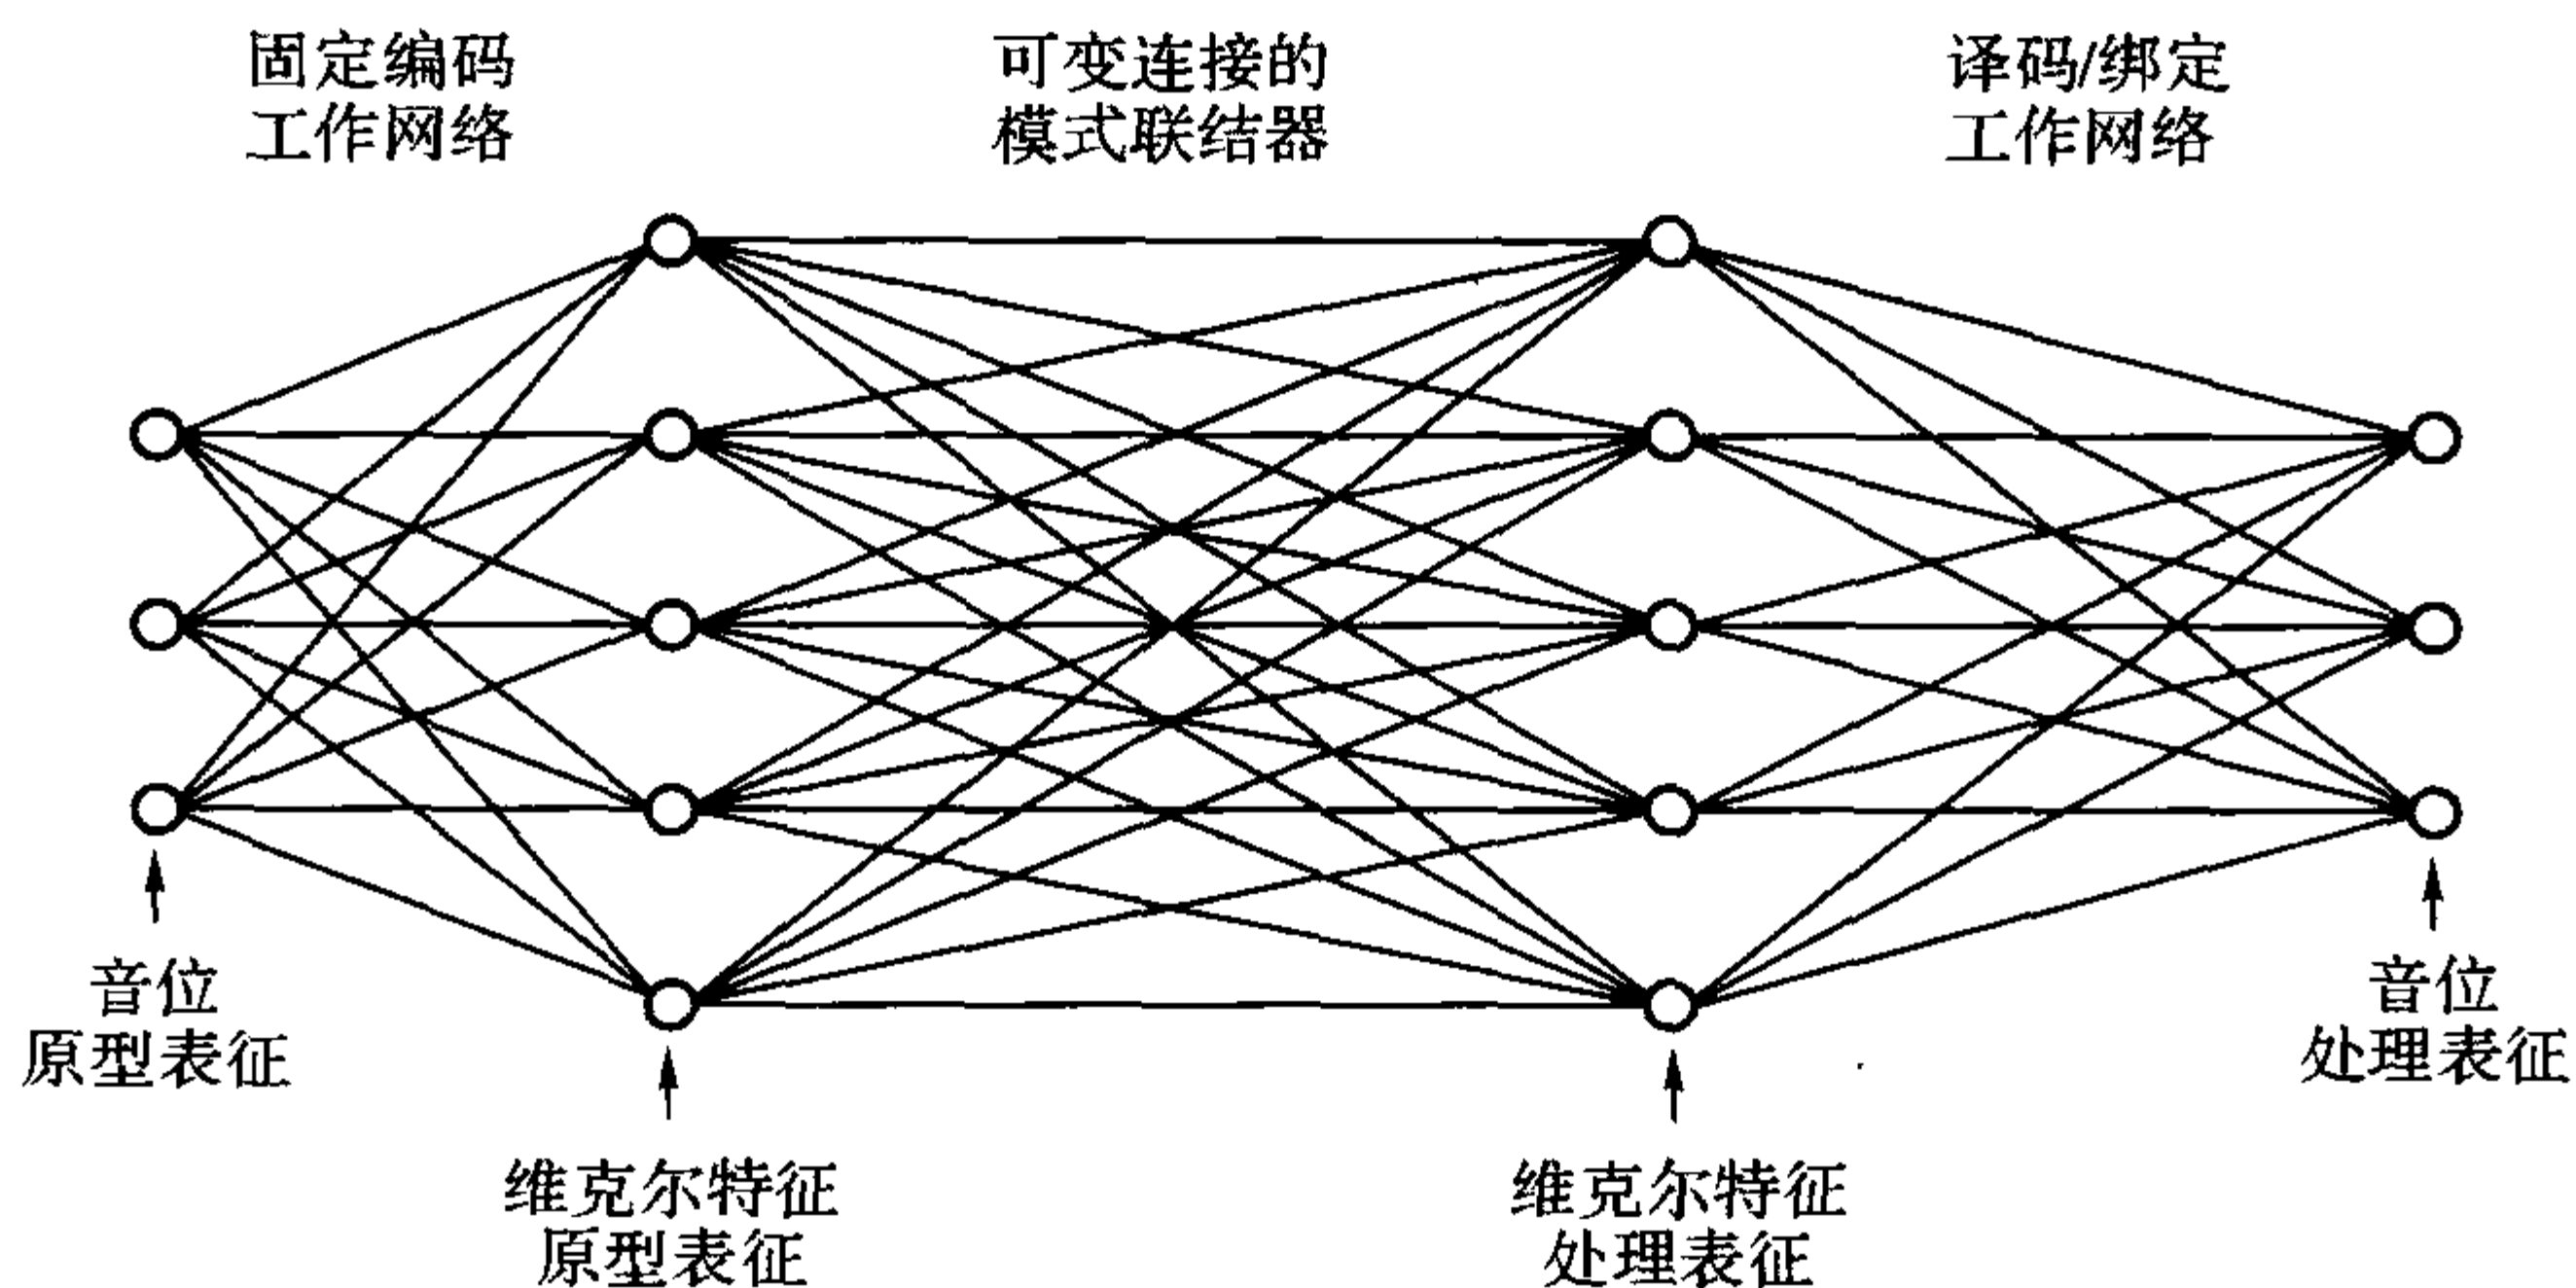 固定编码
工作网络
可变连接的
模式联结器
译码/绑定
工作网络
音位
原型表征
维克尔特征
原型表征
维克尔特征
处理表征
音位
处理表征